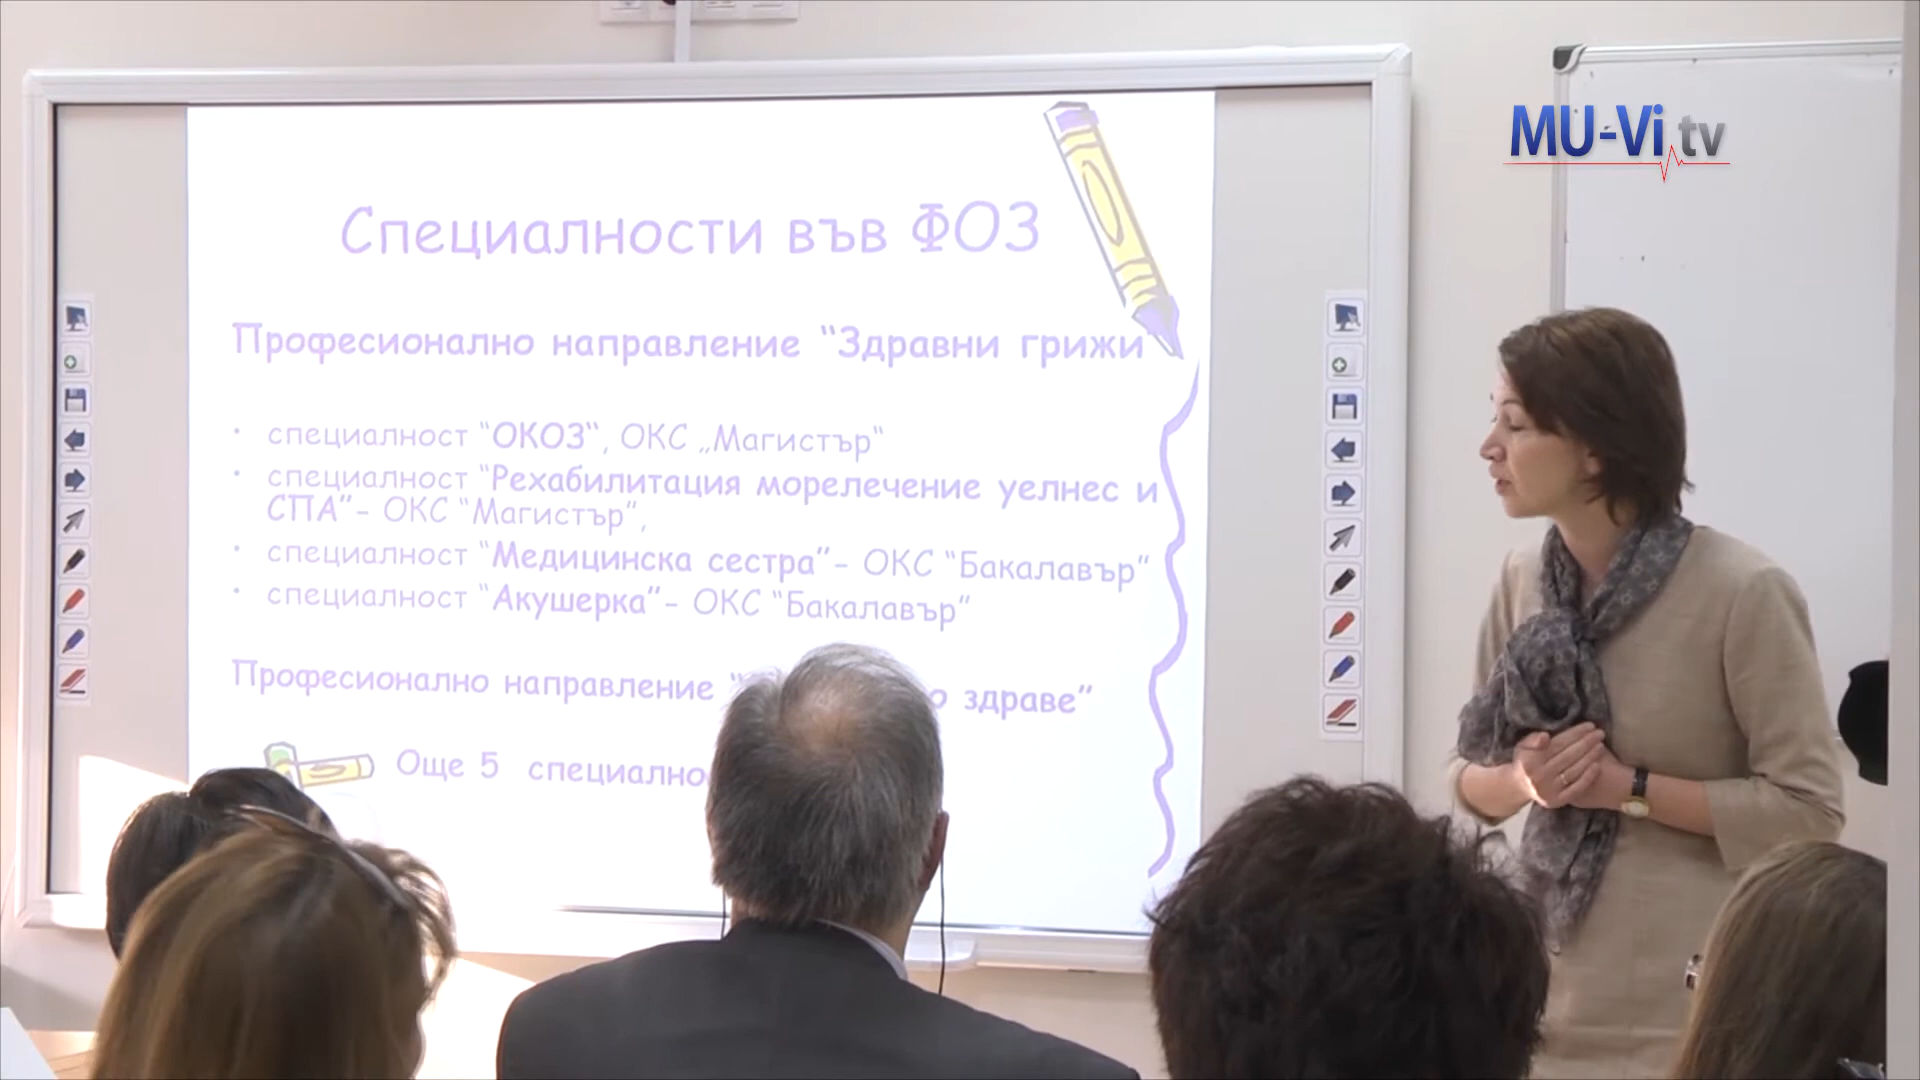 MU-Vi.tv
Специалности във ФОЗ
Професионално направление “Здравни грижи
• специалност “ОКОЗ“, ОКС „Магистър“
• специалност “Рехабилитация морелечение уелнес и
СПА”- ОКС “Магистър”,
• специалност “Медицинска сестра”- ОКС “Бакалавър”
• специалност “Акушерка”- ОКС “Бакалавър”
Професионално направление “ здраве”
Още 5